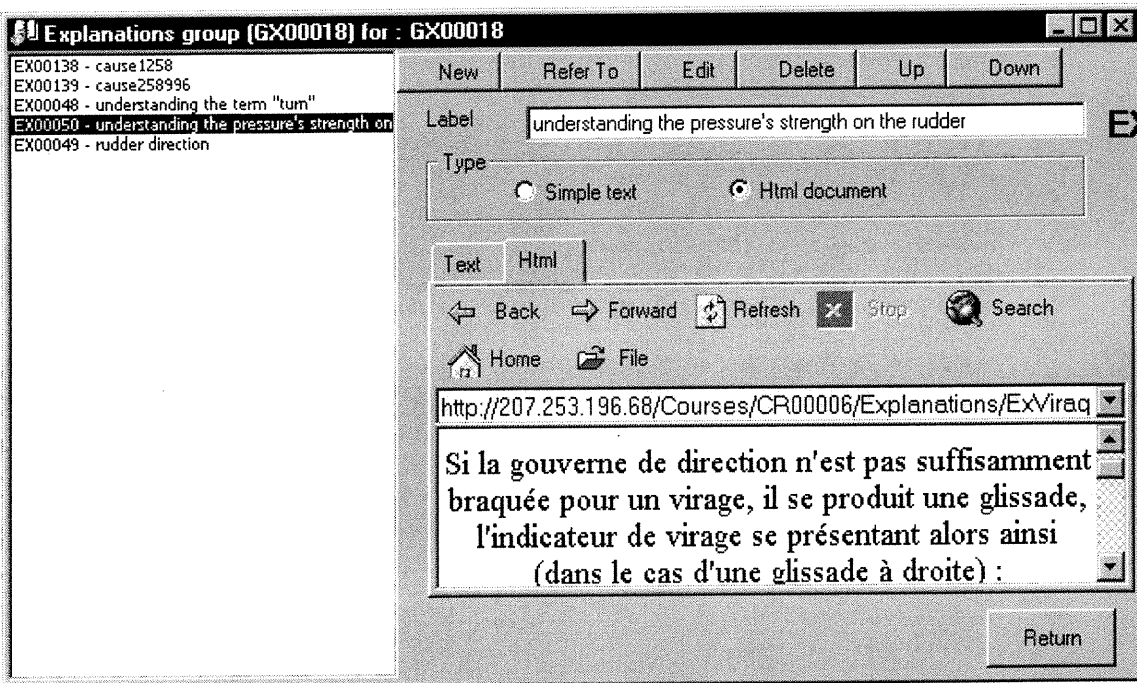 Explanations group (GX00018) for : GX00018
EX00138 - cause1258
EX00139 - cause258996
EX00048 - understanding the term "turn"
EX00050 - understanding the pressure's strength on
EX00049 - rudder direction
New Refer To Edit Delete Up Down
Label understanding the pressure's strength on the rudder EX
Type
Simple text Html document
Text Html
Back Forward Refresh Stop Search
Home File
http://207.253.196.68/Courses/CR00006/Explanations/ExViraq
Si la gouverne de direction n'est pas suffisamment
braquée pour un virage, il se produit une glissade,
l'indicateur de virage se présentant alors ainsi
(dans le cas d'une glissade à droite) :
Return